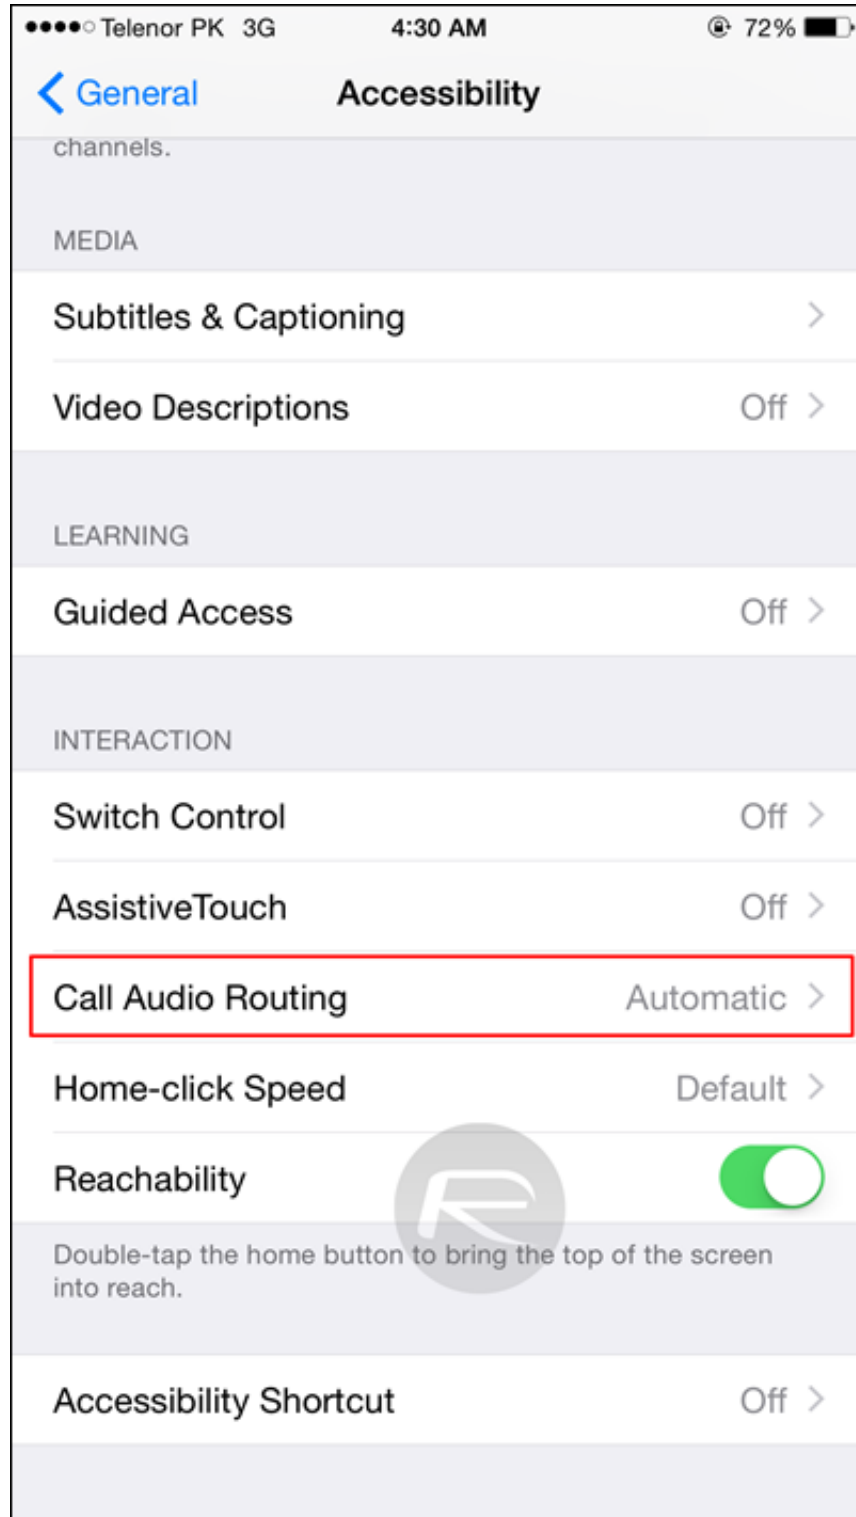 Telenor PK 3G 4:30 AM 72%
General Accessibility
channels.
MEDIA
Subtitles & Captioning
Video Descriptions Off
LEARNING
Guided Access Off
INTERACTION
Switch Control Off
AssistiveTouch Off
Call Audio Routing Automatic
Home-click Speed Default
Reachability
Double-tap the home button to bring the top of the screen
into reach.
Accessibility Shortcut Off